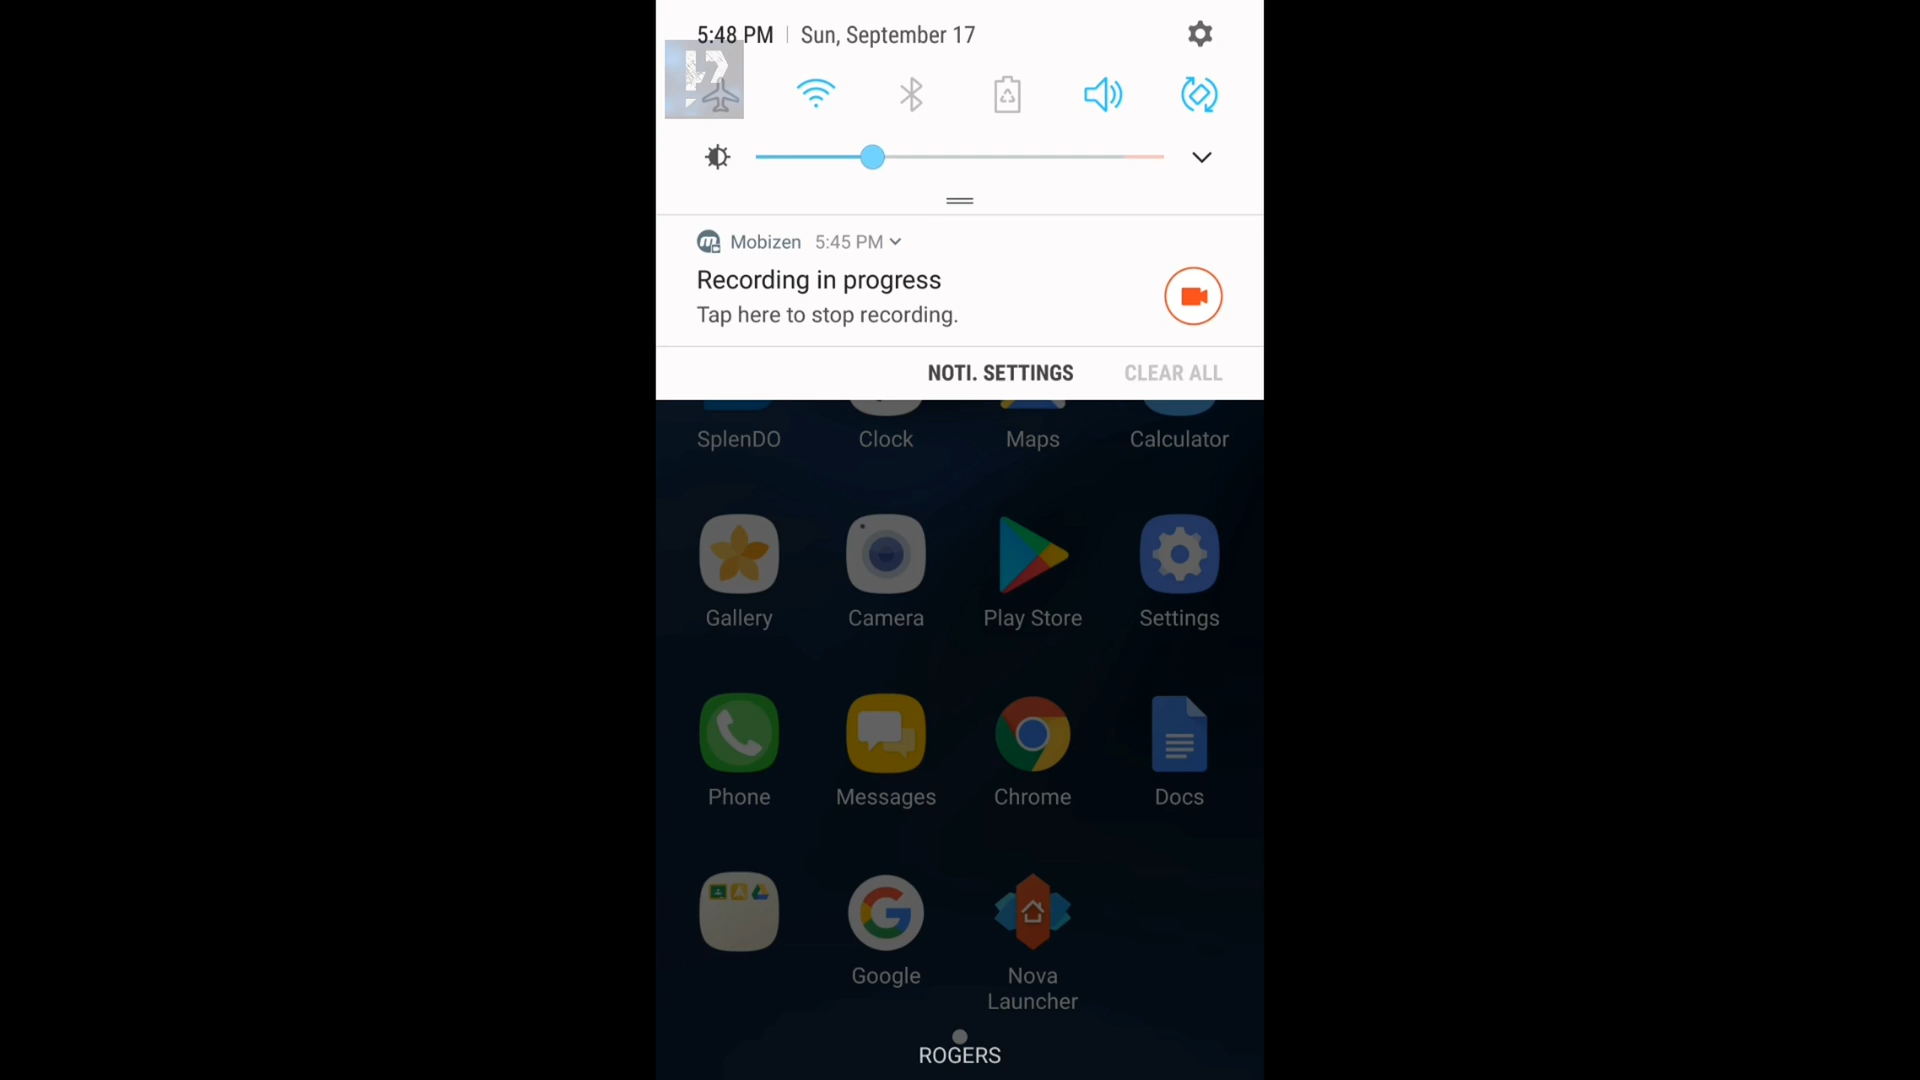 5:48 PM | Sun, September 17
Mobizen 5:45 PM
Recording in progress
Tap here to stop recording.
NOTI. SETTINGS CLEAR ALL
SplenDO Clock Maps Calculator
Gallery Camera Play Store Settings
Phone Messages Chrome Docs
Google Nova
Launcher
ROGERS